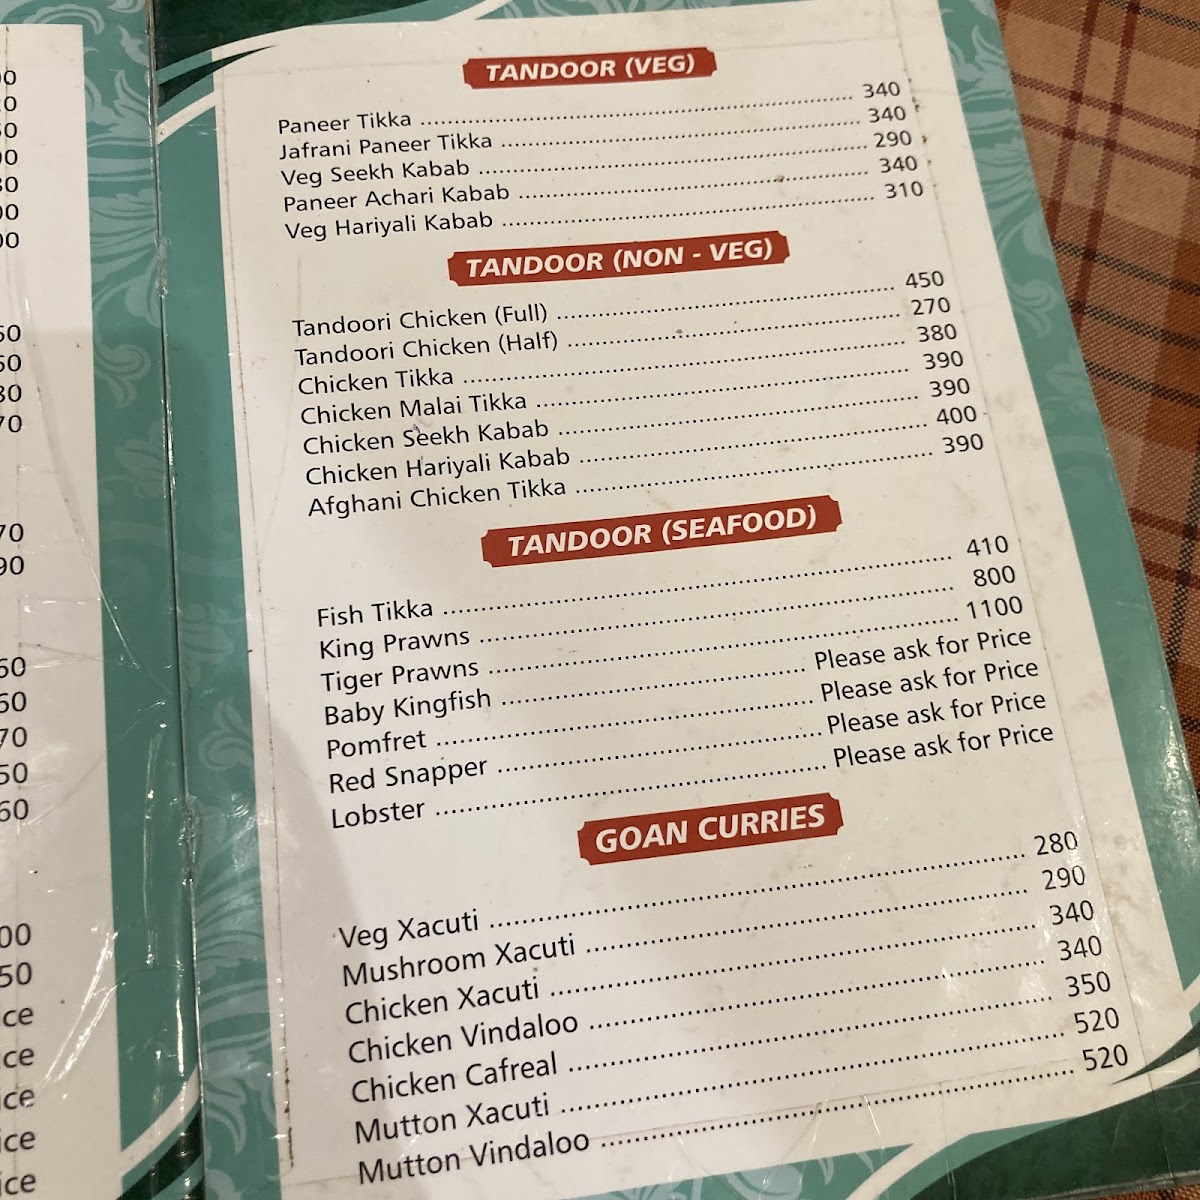 TANDOOR (VEG)
Paneer Tikka ........ 340
Jafrani Paneer Tikka ........ 340
Veg Seekh Kabab ........ 290
Paneer Achari Kabab ........ 340
Veg Hariyali Kabab ........ 310
TANDOOR (NON - VEG)
Tandoori Chicken (Full) ........ 450
Tandoori Chicken (Half) ........ 270
Chicken Tikka ........ 380
Chicken Malai Tikka ........ 390
Chicken Seekh Kabab ........ 390
Chicken Hariyali Kabab ........ 400
Afghani Chicken Tikka ........ 390
TANDOOR (SEAFOOD)
Fish Tikka ........ 410
King Prawns ........ 800
Tiger Prawns ........ 1100
Baby Kingfish ........ Please ask for Price
Pomfret ........ Please ask for Price
Red Snapper ........ Please ask for Price
Lobster ........ Please ask for Price
GOAN CURRIES
Veg Xacuti ........ 280
Mushroom Xacuti ........ 290
Chicken Xacuti ........ 340
Chicken Vindaloo ........ 340
Chicken Cafreal ........ 350
Mutton Xacuti ........ 520
Mutton Vindaloo ........ 520